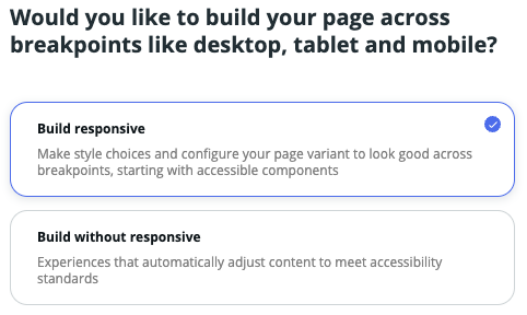 Would you like to build your page across
breakpoints like desktop, tablet and mobile?
Build responsive
Make style choices and configure your page variant to look good across
breakpoints, starting with accessible components
Build without responsive
Experiences that automatically adjust content to meet accessibility
standards